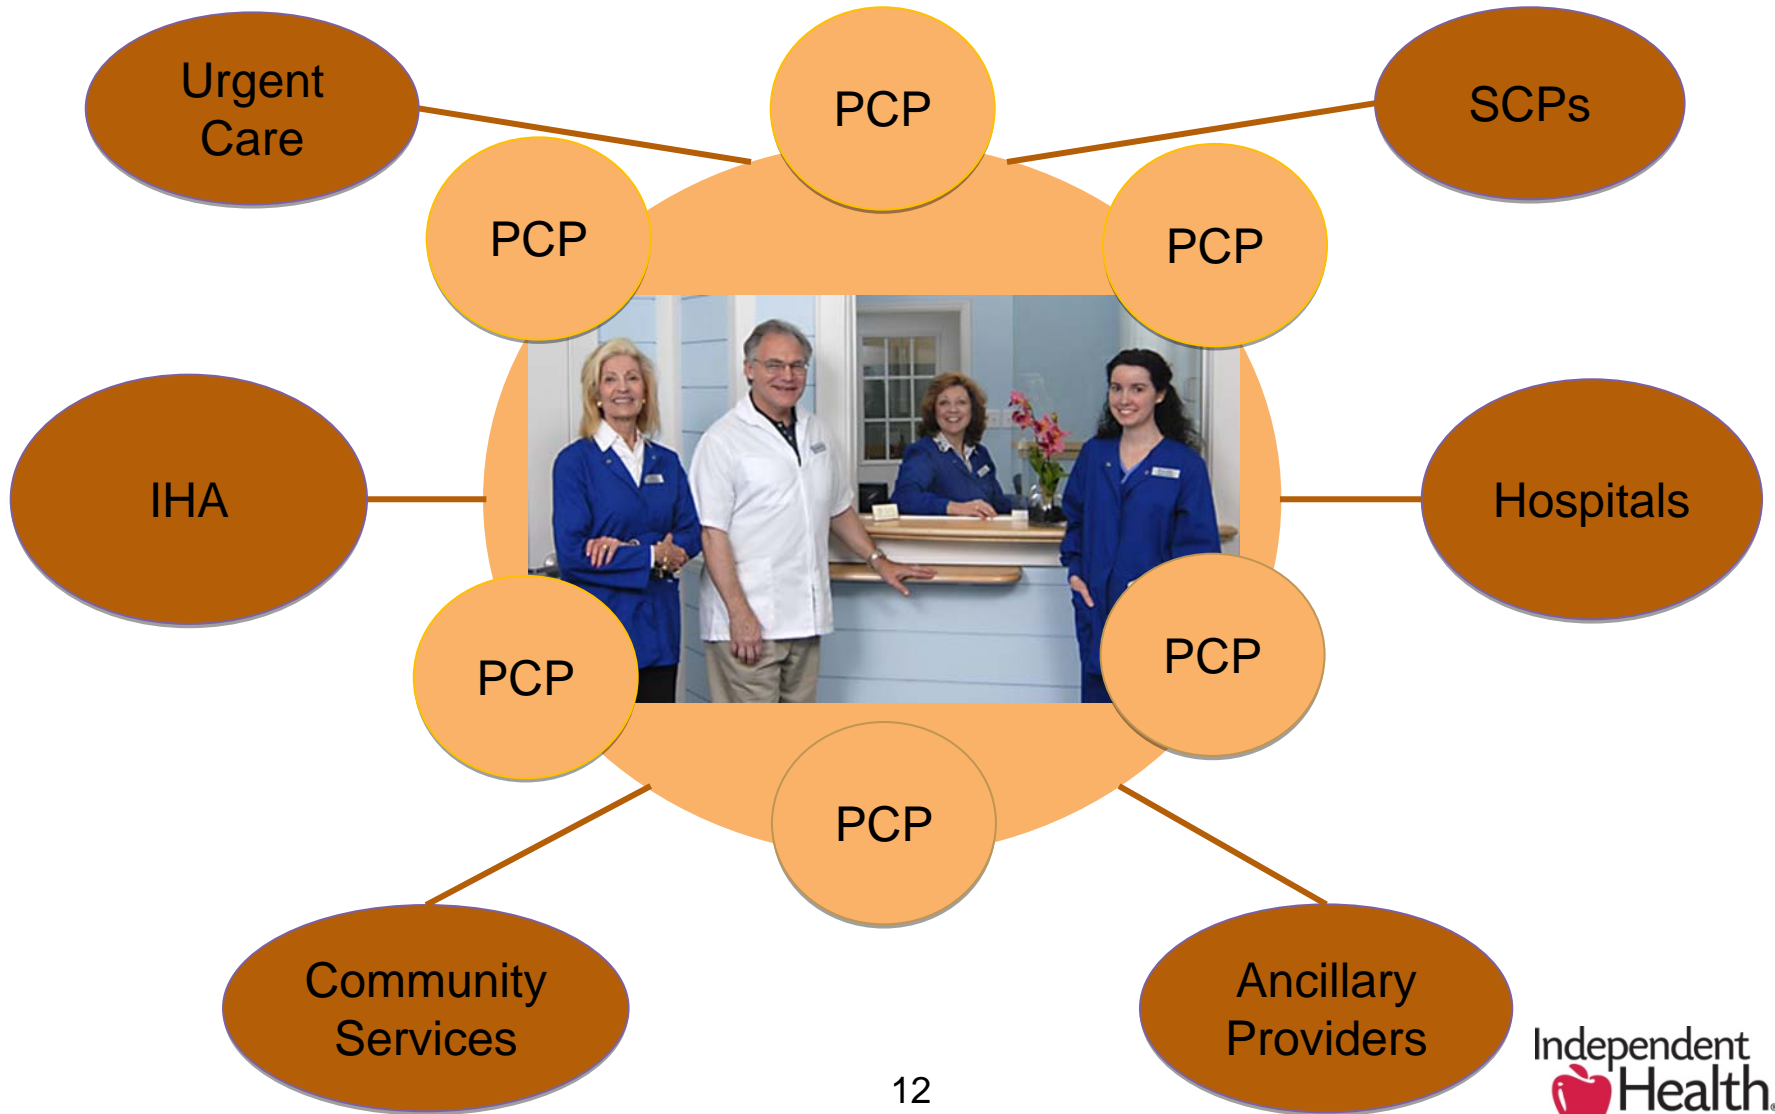 Urgent
Care
PCP
SCPs
PCP
PCP
IHA
Hospitals
PCP
PCP
PCP
Community
Services
Ancillary
Providers
12
Independent
Health®